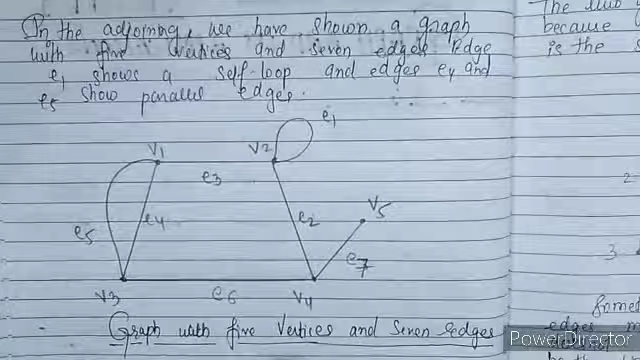 In the adjoining, we have shown a graph
with five vertices and seven edges Edge
e1 shows a self-loop and edges e4 and
e5 show parallel edges.
e1
V1
V2
e3
e5
e4
e2
V5
e7
V3
e6
V4
Graph with five Vertices and Seven edges
The
because
is the s
2
3
edges
PowerDirector